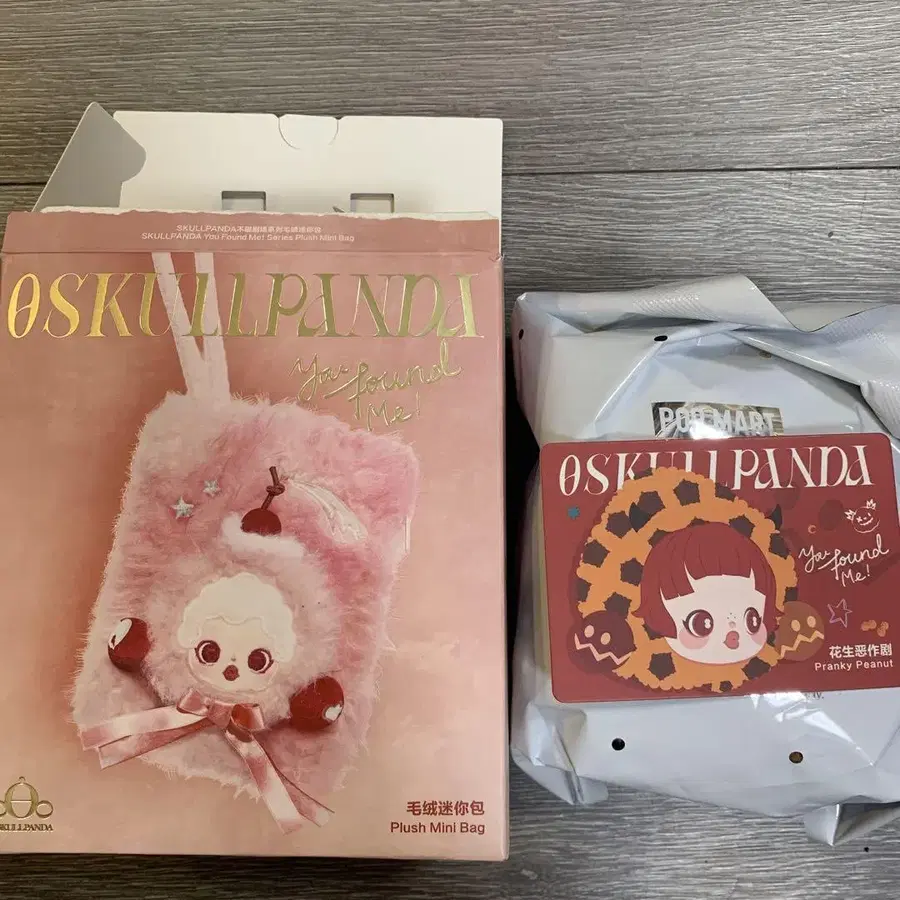 SKULLPANDA不眠剧场系列毛绒迷你包
SKULLPANDA You Found Me! Series Plush Mini Bag
SKULLPANDA
You found Me!
毛绒迷你包
Plush Mini Bag
SKULLPANDA
POP MART
SKULLPANDA
You found Me!
花生恶作剧
Pranky Peanut